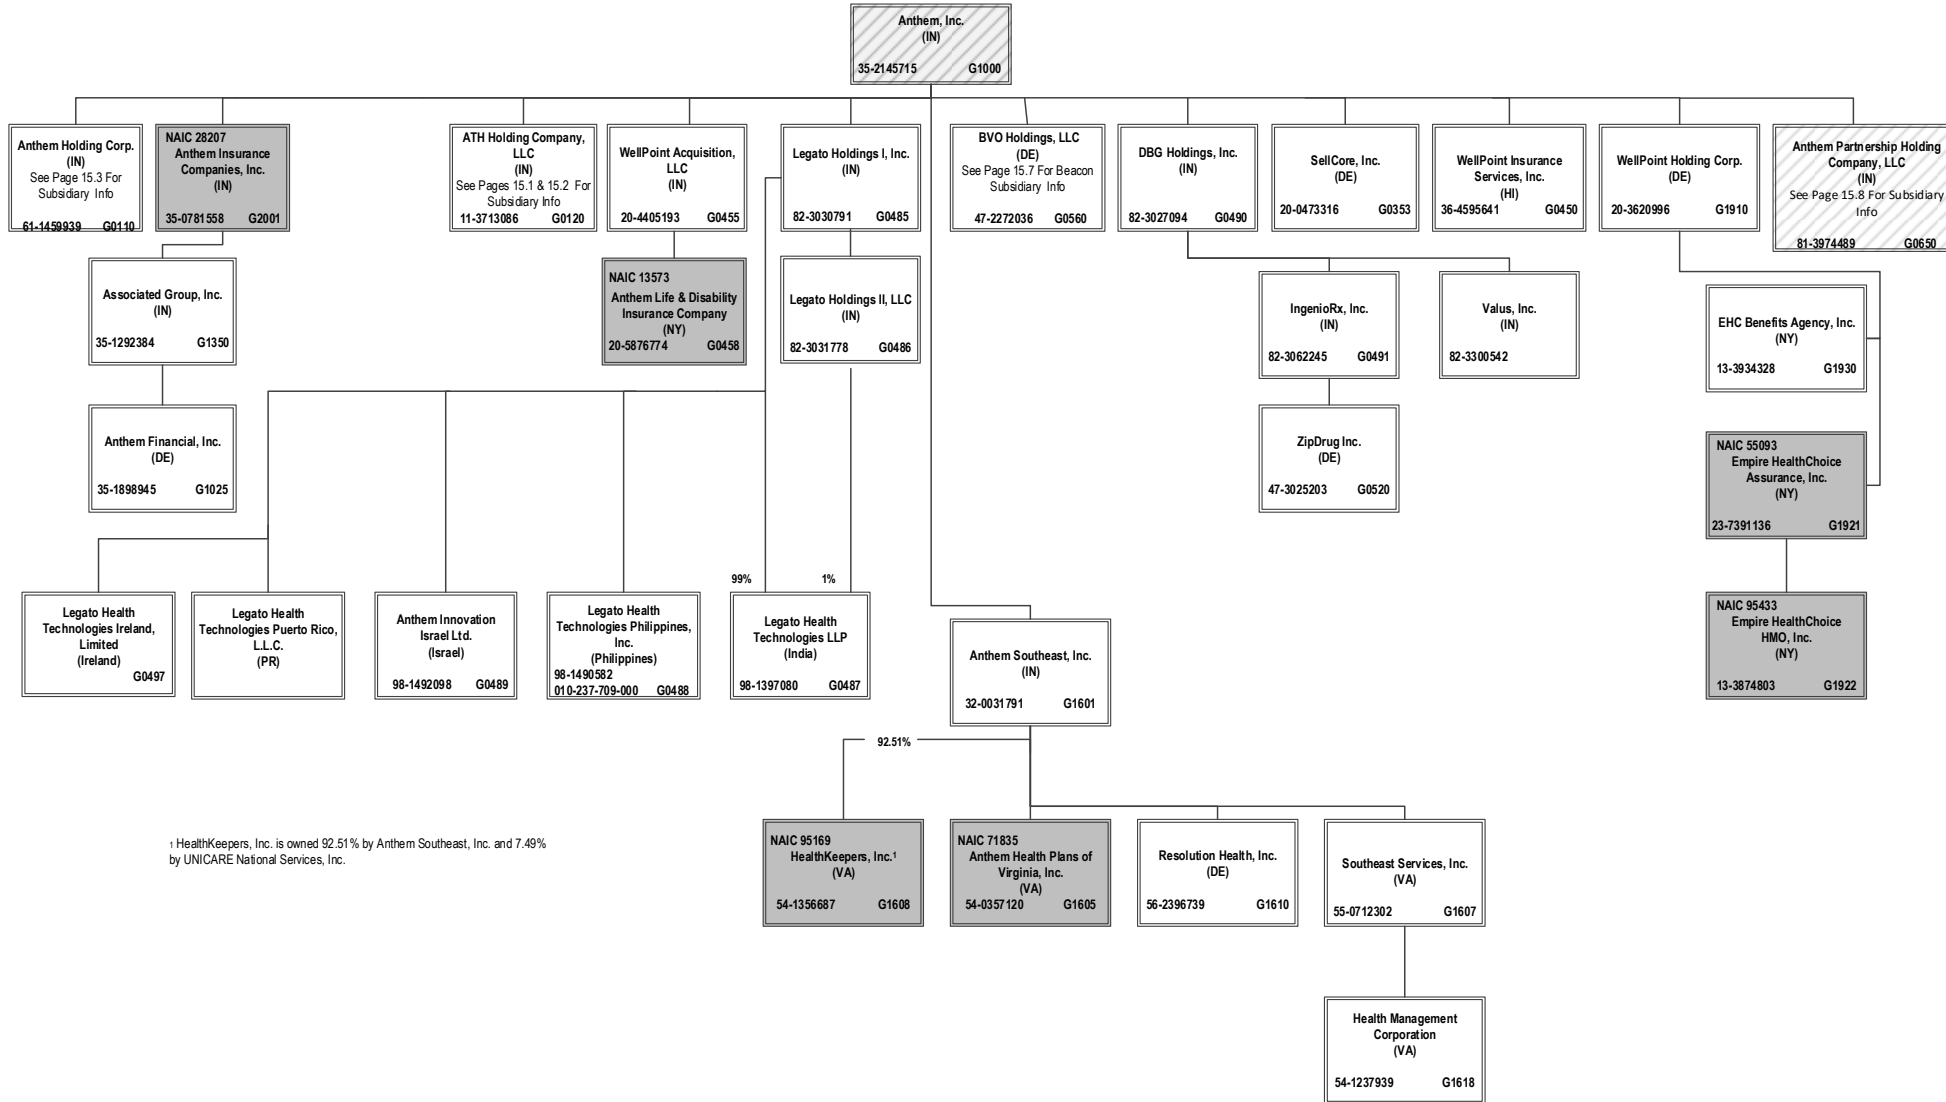 Anthem, Inc.
(IN)
35-2145715 G1000
Anthem Holding Corp.
(IN)
See Page 15.3 For
Subsidiary Info
61-1459939 G0110
NAIC 28207
Anthem Insurance
Companies, Inc.
(IN)
35-0781558 G2001
ATH Holding Company,
LLC
(IN)
See Pages 15.1 & 15.2 For
Subsidiary Info
11-3713086 G0120
WellPoint Acquisition,
LLC
(IN)
20-4405193 G0455
Legato Holdings I, Inc.
(IN)
82-3030791 G0485
BVO Holdings, LLC
(DE)
See Page 15.7 For Beacon
Subsidiary Info
47-2272036 G0560
DBG Holdings, Inc.
(IN)
82-3027094 G0490
SellCore, Inc.
(DE)
20-0473316 G0353
WellPoint Insurance
Services, Inc.
(HI)
36-4595641 G0450
WellPoint Holding Corp.
(DE)
20-3620996 G1910
Anthem Partnership Holding
Company, LLC
(IN)
See Page 15.8 For Subsidiary
Info
81-3974489 G0650
Associated Group, Inc.
(IN)
35-1292384 G1350
NAIC 13573
Anthem Life & Disability
Insurance Company
(NY)
20-5876774 G0458
Legato Holdings II, LLC
(IN)
82-3031778 G0486
IngenioRx, Inc.
(IN)
82-3062245 G0491
Valus, Inc.
(IN)
82-3300542
EHC Benefits Agency, Inc.
(NY)
13-3934328 G1930
Anthem Financial, Inc.
(DE)
35-1898945 G1025
ZipDrug Inc.
(DE)
47-3025203 G0520
NAIC 55093
Empire HealthChoice
Assurance, Inc.
(NY)
23-7391136 G1921
99% 1%
Legato Health
Technologies Ireland,
Limited
(Ireland)
G0497
Legato Health
Technologies Puerto Rico,
L.L.C.
(PR)
Anthem Innovation
Israel Ltd.
(Israel)
98-1492098 G0489
Legato Health
Technologies Philippines,
Inc.
(Philippines)
98-1490582
010-237-709-000 G0488
Legato Health
Technologies LLP
(India)
98-1397080 G0487
Anthem Southeast, Inc.
(IN)
32-0031791 G1601
NAIC 95433
Empire HealthChoice
HMO, Inc.
(NY)
13-3874803 G1922
92.51%
NAIC 95169
HealthKeepers, Inc.¹
(VA)
54-1356687 G1608
NAIC 71835
Anthem Health Plans of
Virginia, Inc.
(VA)
54-0357120 G1605
Resolution Health, Inc.
(DE)
56-2396739 G1610
Southeast Services, Inc.
(VA)
55-0712302 G1607
¹ HealthKeepers, Inc. is owned 92.51% by Anthem Southeast, Inc. and 7.49%
by UNICARE National Services, Inc.
Health Management
Corporation
(VA)
54-1237939 G1618